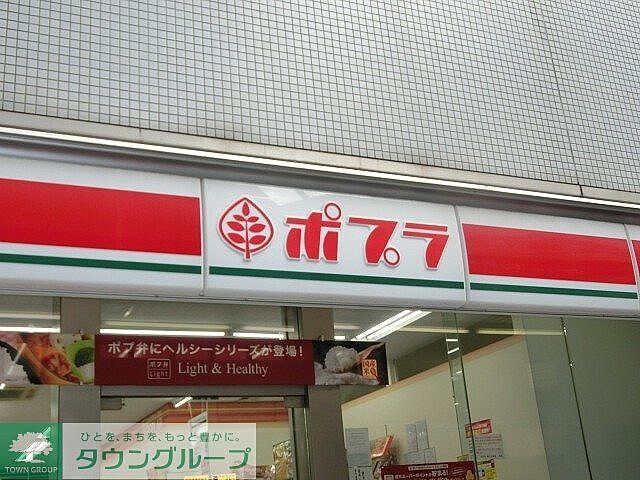 ポプラ
ポプ弁にヘルシーシリーズが登場!
ポプ弁
Light
Light & Healthy
TOWN GROUP
ひとを、まちを、もっと豊かに。
タウングループ